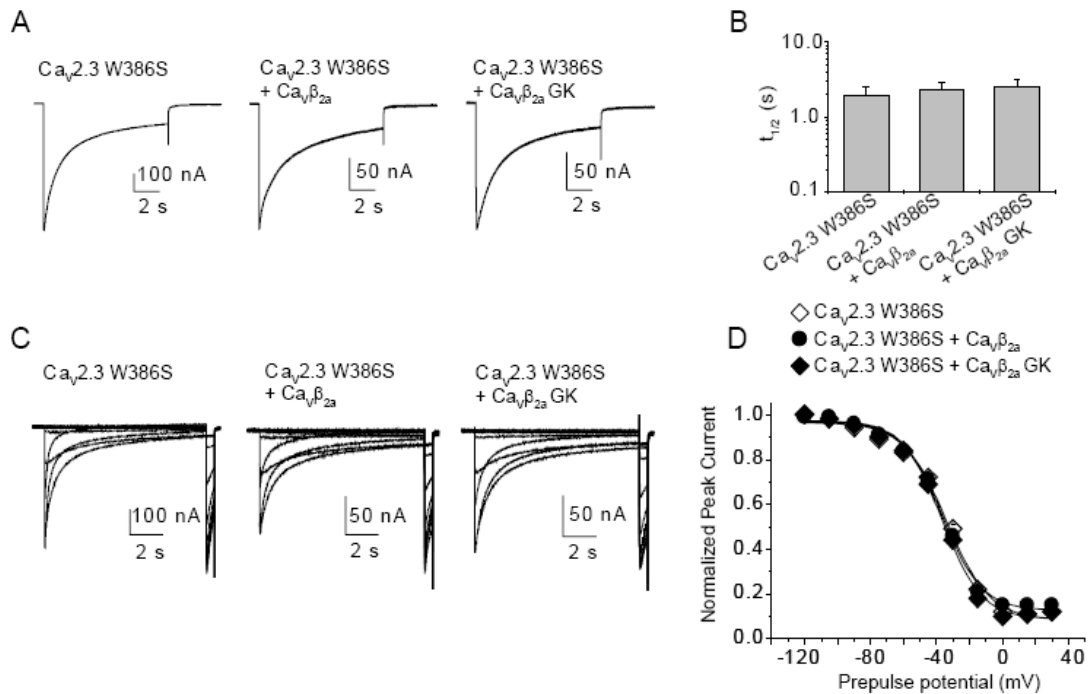 A
Caᵥ2.3 W386S
Caᵥ2.3 W386S
+ Caᵥβ₂ₐ
Caᵥ2.3 W386S
+ Caᵥβ₂ₐ GK
100 nA
2 s
50 nA
2 s
50 nA
2 s
B
10.0
1.0
0.1
t₁/₂ (s)
Caᵥ2.3 W386S
Caᵥ2.3 W386S
+ Caᵥβ₂ₐ
Caᵥ2.3 W386S
+ Caᵥβ₂ₐ GK
C
Caᵥ2.3 W386S
Caᵥ2.3 W386S
+ Caᵥβ₂ₐ
Caᵥ2.3 W386S
+ Caᵥβ₂ₐ GK
100 nA
2 s
50 nA
2 s
50 nA
2 s
D
Caᵥ2.3 W386S
Caᵥ2.3 W386S + Caᵥβ₂ₐ
Caᵥ2.3 W386S + Caᵥβ₂ₐ GK
1.0
0.8
0.6
0.4
0.2
0.0
Normalized Peak Current
-120 -80 -40 0 40
Prepulse potential (mV)